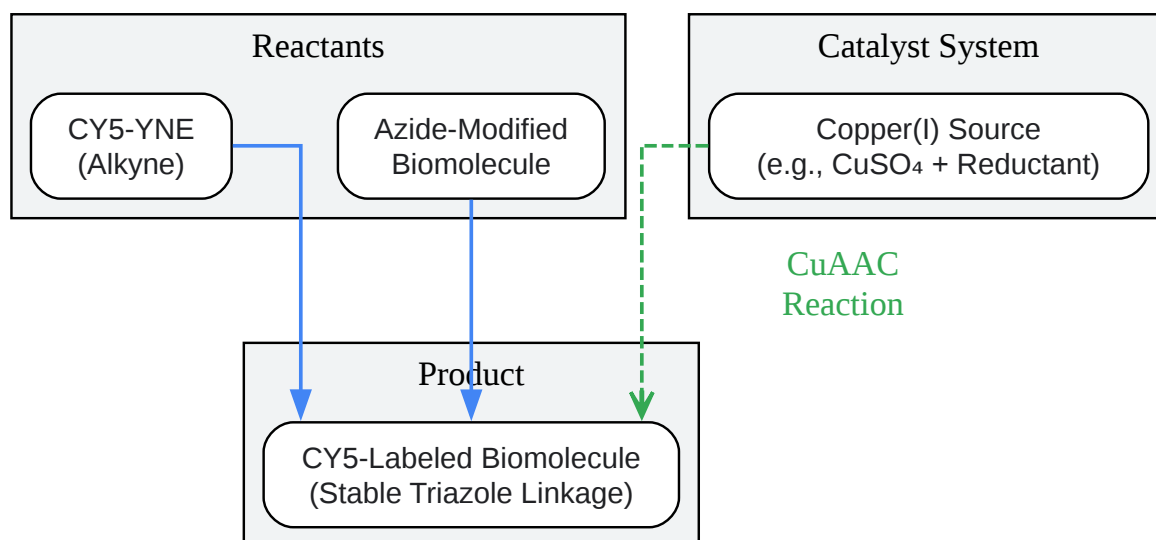 Reactants
CY5-YNE
(Alkyne)
Azide-Modified
Biomolecule
Catalyst System
Copper(I) Source
(e.g., CuSO₄ + Reductant)
CuAAC
Reaction
Product
CY5-Labeled Biomolecule
(Stable Triazole Linkage)